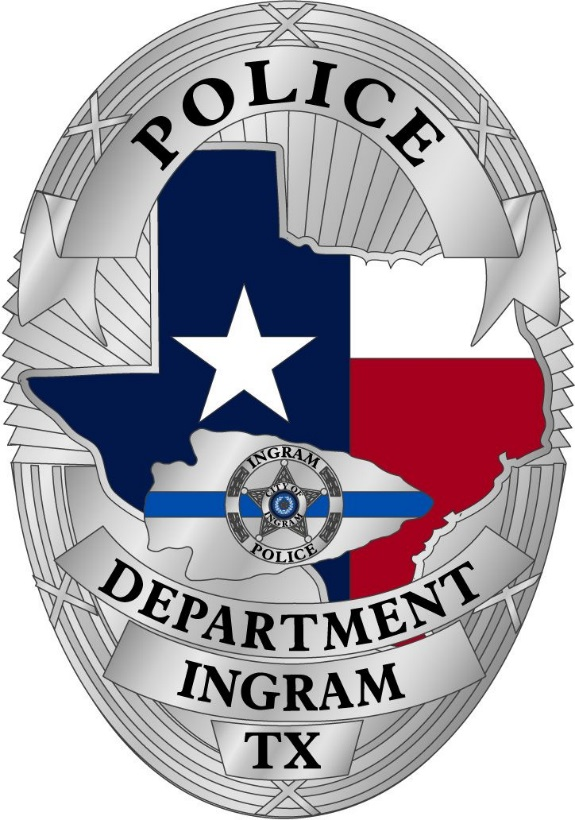 POLICE
INGRAM
CITY OF
INGRAM
POLICE
DEPARTMENT
INGRAM
TX